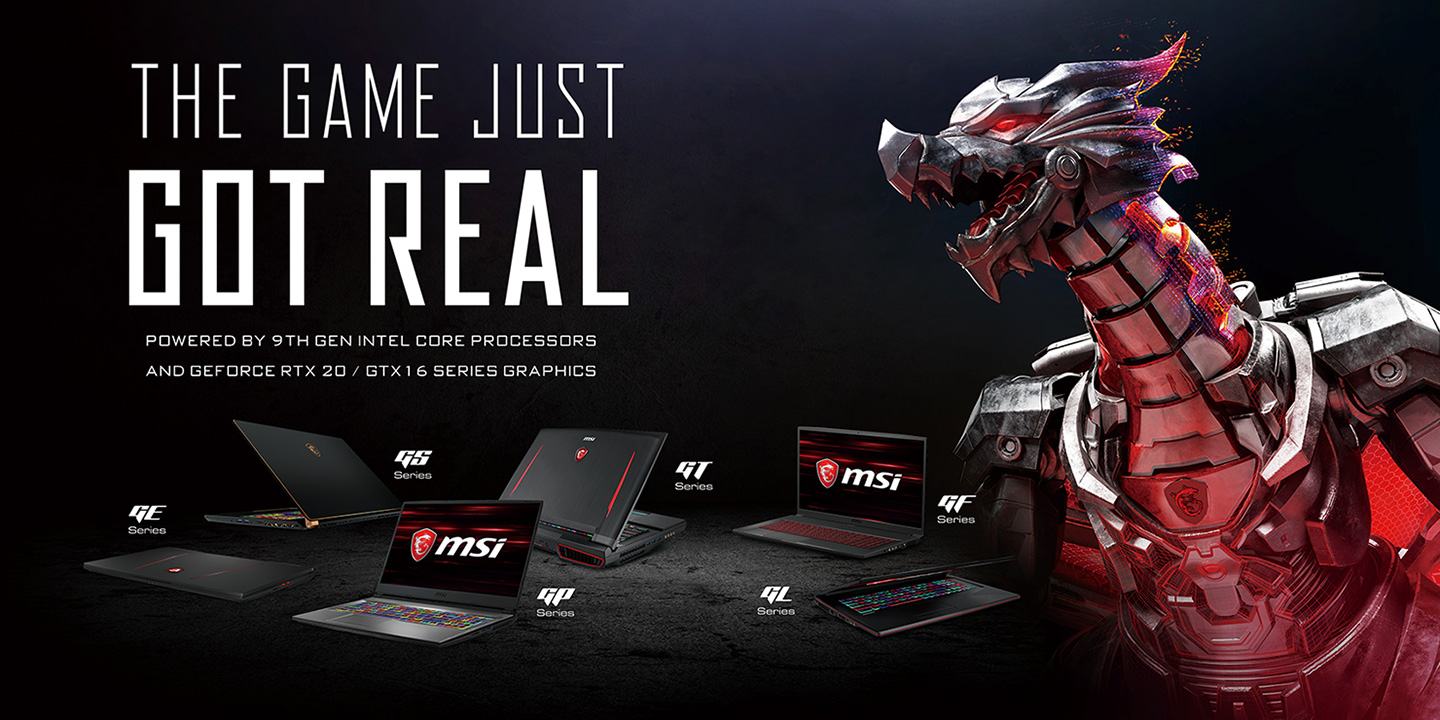 THE GAME JUST
GOT REAL
POWERED BY 9TH GEN INTEL CORE PROCESSORS
AND GEFORCE RTX 20 / GTX16 SERIES GRAPHICS
GS
Series
GE
Series
msi
GP
Series
msi
GT
Series
msi
GF
Series
GL
Series